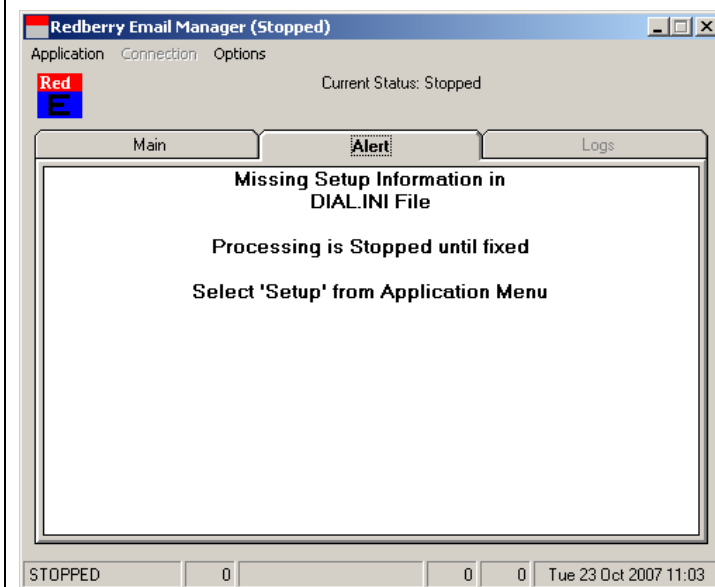 Redberry Email Manager (Stopped)
Application Connection Options
Red
E
Current Status: Stopped
Main Alert Logs
Missing Setup Information in
DIAL.INI File
Processing is Stopped until fixed
Select 'Setup' from Application Menu
STOPPED 0 0 0 Tue 23 Oct 2007 11:03